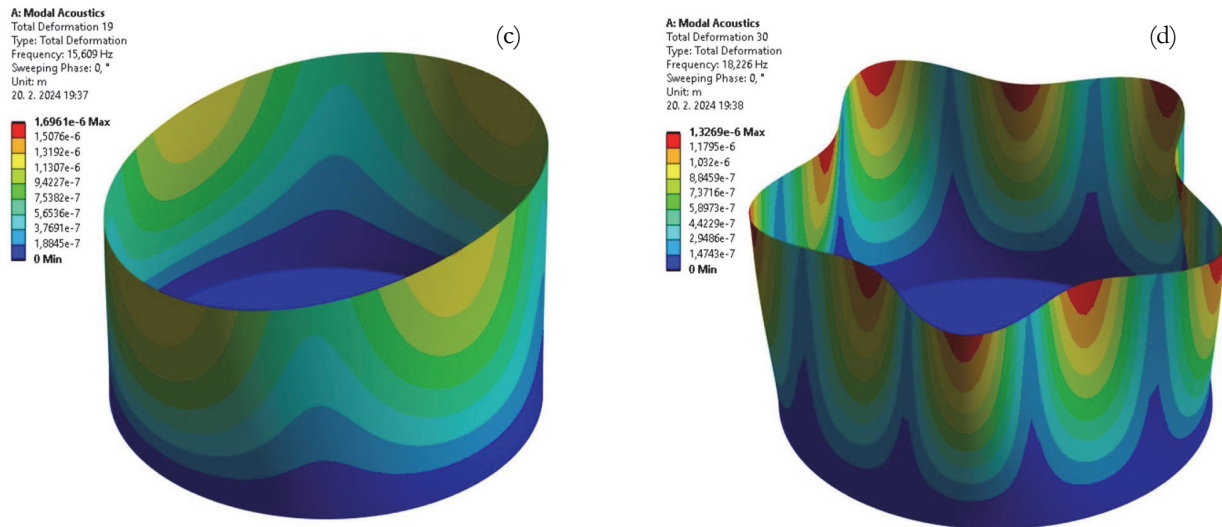 A: Modal Acoustics
Total Deformation 19
Type: Total Deformation
Frequency: 15,609 Hz
Sweeping Phase: 0, °
Unit: m
20. 2. 2024 19:37
1,6961e-6 Max
1,5076e-6
1,3192e-6
1,1307e-6
9,4227e-7
7,5382e-7
5,6536e-7
3,7691e-7
1,8845e-7
0 Min
(c)
A: Modal Acoustics
Total Deformation 30
Type: Total Deformation
Frequency: 18,226 Hz
Sweeping Phase: 0, °
Unit: m
20. 2. 2024 19:38
1,3269e-6 Max
1,1795e-6
1,032e-6
8,8459e-7
7,3716e-7
5,8973e-7
4,4229e-7
2,9486e-7
1,4743e-7
0 Min
(d)